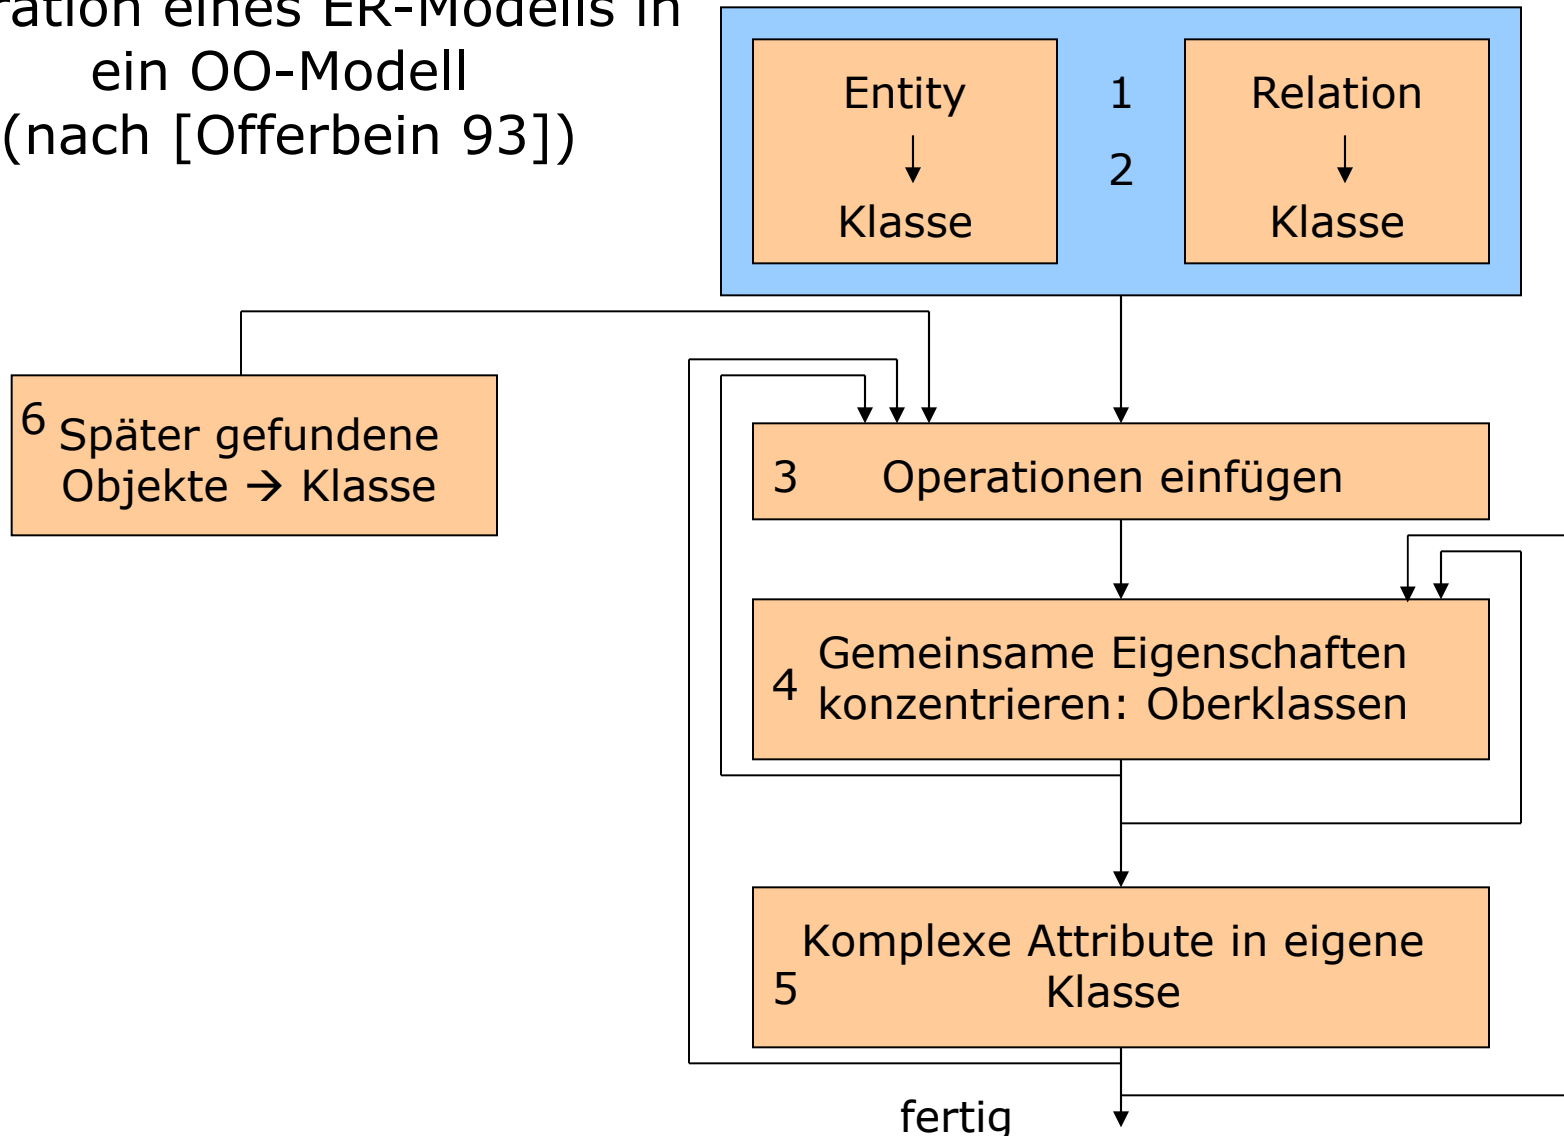 ein OO-Modell
(nach [Offerbein 93])
eines ER-Modells in
Entity
Klasse
1
2
Relation
Klasse
6 Später gefundene
Objekte → Klasse
3 Operationen einfügen
4 Gemeinsame Eigenschaften
konzentrieren: Oberklassen
5 Komplexe Attribute in eigene
Klasse
fertig